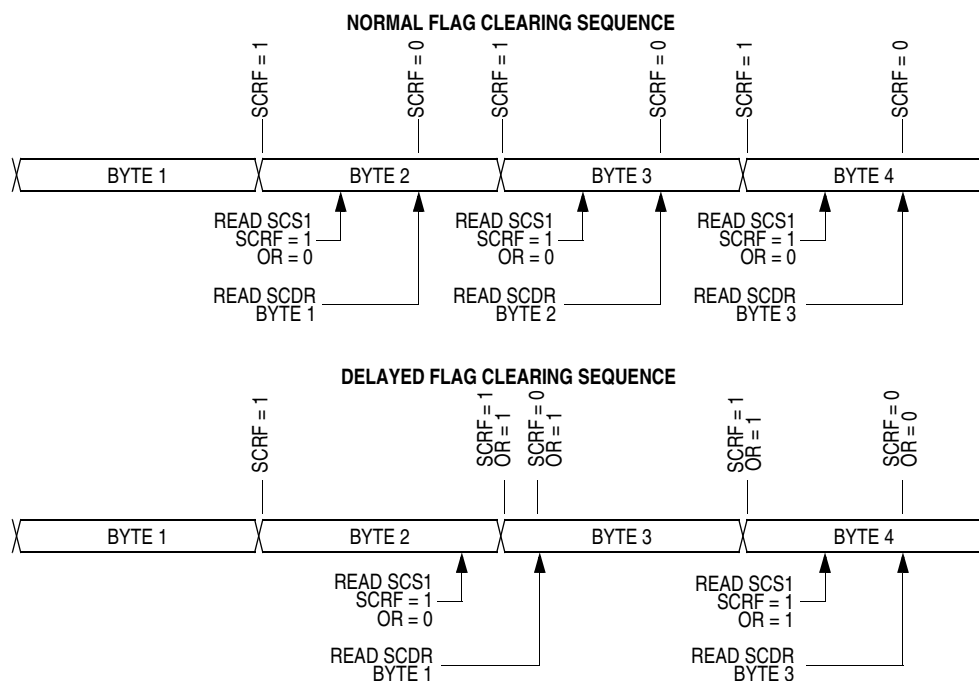 NORMAL FLAG CLEARING SEQUENCE
SCRF = 1
SCRF = 0
SCRF = 1
SCRF = 0
SCRF = 1
SCRF = 0
BYTE 1
BYTE 2
BYTE 3
BYTE 4
READ SCS1
SCRF = 1
OR = 0
READ SCS1
SCRF = 1
OR = 0
READ SCS1
SCRF = 1
OR = 0
READ SCDR
BYTE 1
READ SCDR
BYTE 2
READ SCDR
BYTE 3
DELAYED FLAG CLEARING SEQUENCE
SCRF = 1
SCRF = 1
OR = 1
SCRF = 0
OR = 1
SCRF = 1
OR = 1
SCRF = 0
OR = 0
BYTE 1
BYTE 2
BYTE 3
BYTE 4
READ SCS1
SCRF = 1
OR = 0
READ SCS1
SCRF = 1
OR = 1
READ SCDR
BYTE 1
READ SCDR
BYTE 3